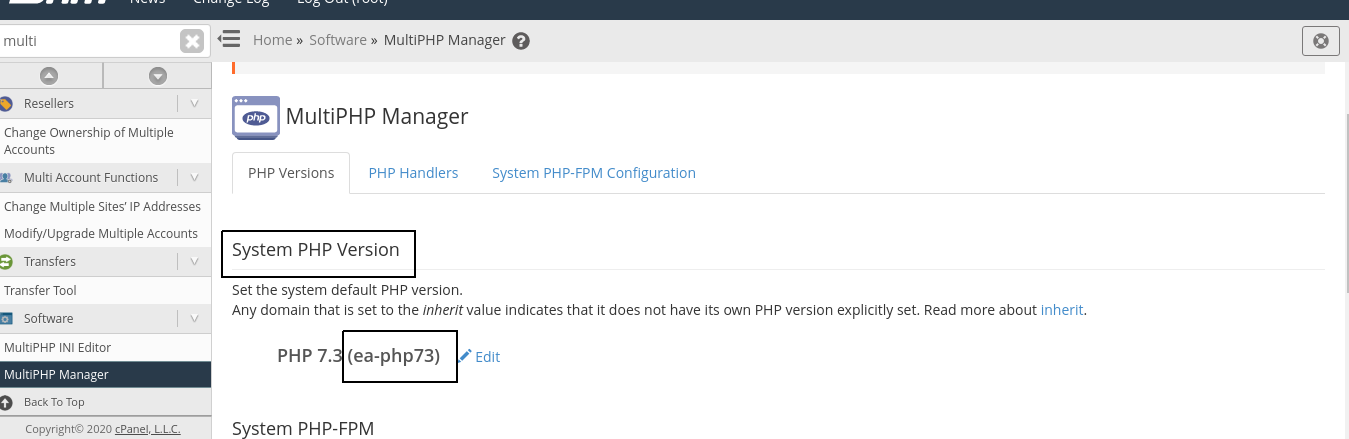 News Change Log Log Out (root)
multi
Home » Software » MultiPHP Manager ?
Resellers
Change Ownership of Multiple
Accounts
Multi Account Functions
Change Multiple Sites’ IP Addresses
Modify/Upgrade Multiple Accounts
Transfers
Transfer Tool
Software
MultiPHP INI Editor
MultiPHP Manager
Back To Top
Copyright© 2020 cPanel, L.L.C.
php MultiPHP Manager
PHP Versions PHP Handlers System PHP-FPM Configuration
System PHP Version
Set the system default PHP version.
Any domain that is set to the inherit value indicates that it does not have its own PHP version explicitly set. Read more about inherit.
PHP 7.3 (ea-php73) Edit
System PHP-FPM